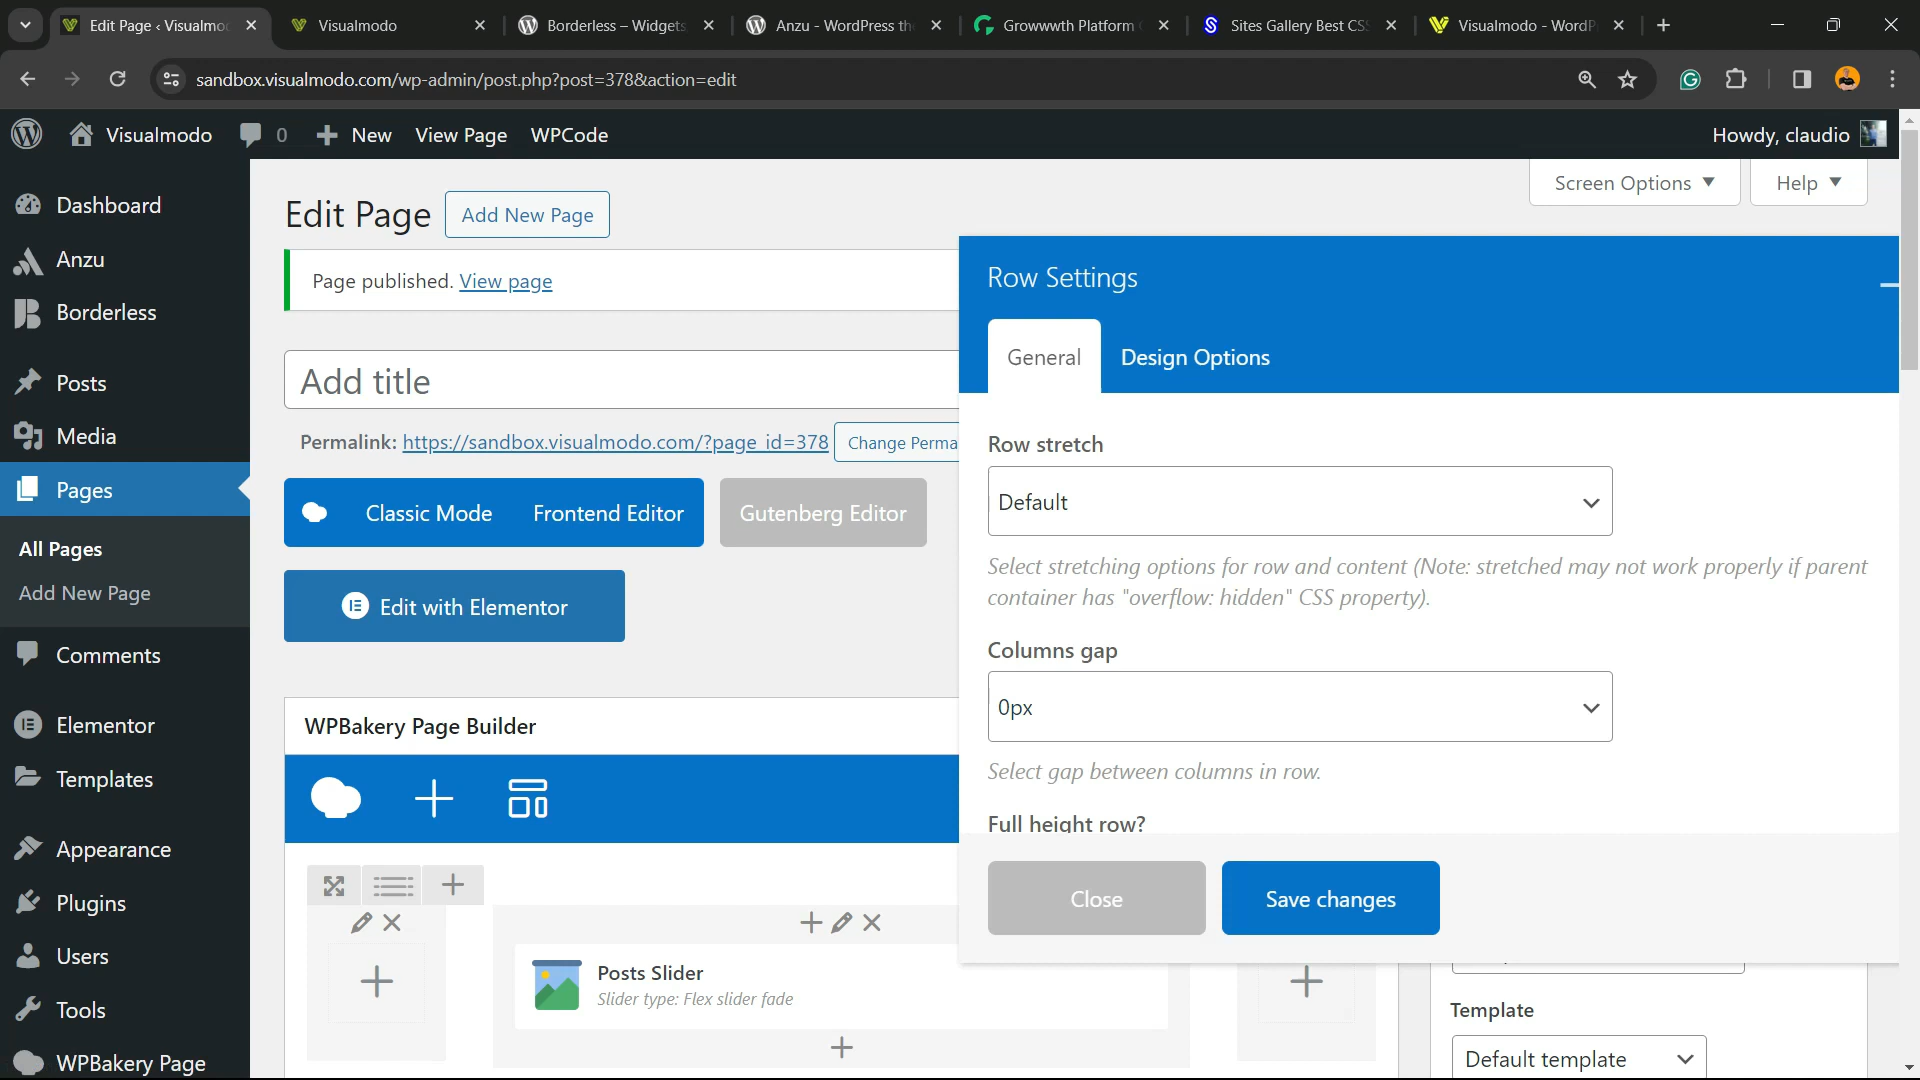 Edit Page ‹ Visualmo
Visualmodo
Borderless – Widgets
Anzu - WordPress th
Growwwth Platform
Sites Gallery Best CSS
Visualmodo - WordP
sandbox.visualmodo.com/wp-admin/post.php?post=378&action=edit
Visualmodo
0
New
View Page
WPCode
Howdy, claudio
Dashboard
Anzu
Borderless
Posts
Media
Pages
All Pages
Add New Page
Comments
Elementor
Templates
Appearance
Plugins
Users
Tools
WPBakery Page
Screen Options
Help
Edit Page
Add New Page
Page published. View page
Add title
Permalink: https://sandbox.visualmodo.com/?page_id=378
Change Perma
Classic Mode
Frontend Editor
Gutenberg Editor
Edit with Elementor
WPBakery Page Builder
Posts Slider
Slider type: Flex slider fade
Row Settings
General
Design Options
Row stretch
Default
Select stretching options for row and content (Note: stretched may not work properly if parent
container has "overflow: hidden" CSS property).
Columns gap
0px
Select gap between columns in row.
Full height row?
Close
Save changes
Template
Default template